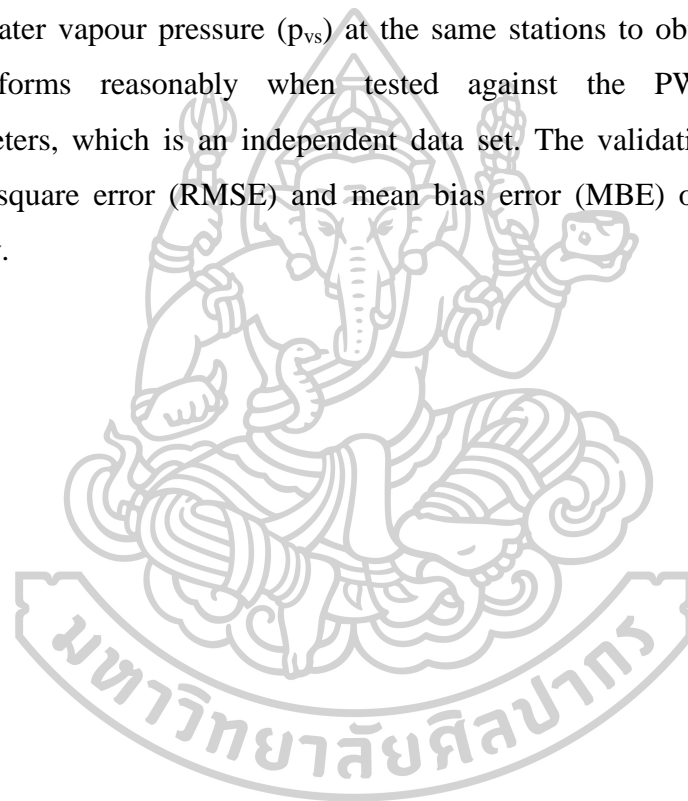 ater vapour pressure (pvs) at the same stations to ob
forms reasonably when tested against the PW
eters, which is an independent data set. The validati
square error (RMSE) and mean bias error (MBE) o
มหาวิทยาลัยศิลปากร